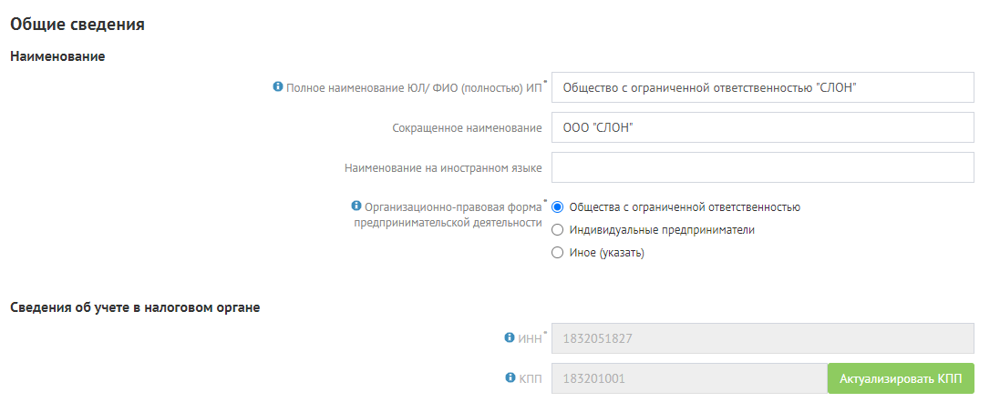 Общие сведения
Наименование
Полное наименование ЮЛ/ ФИО (полностью) ИП*
Общество с ограниченной ответственностью "СЛОН"
Сокращенное наименование
ООО "СЛОН"
Наименование на иностранном языке
Организационно-правовая форма*
предпринимательской деятельности
Общества с ограниченной ответственностью
Индивидуальные предприниматели
Иное (указать)
Сведения об учете в налоговом органе
ИНН*
1832051827
КПП
183201001
Актуализировать КПП